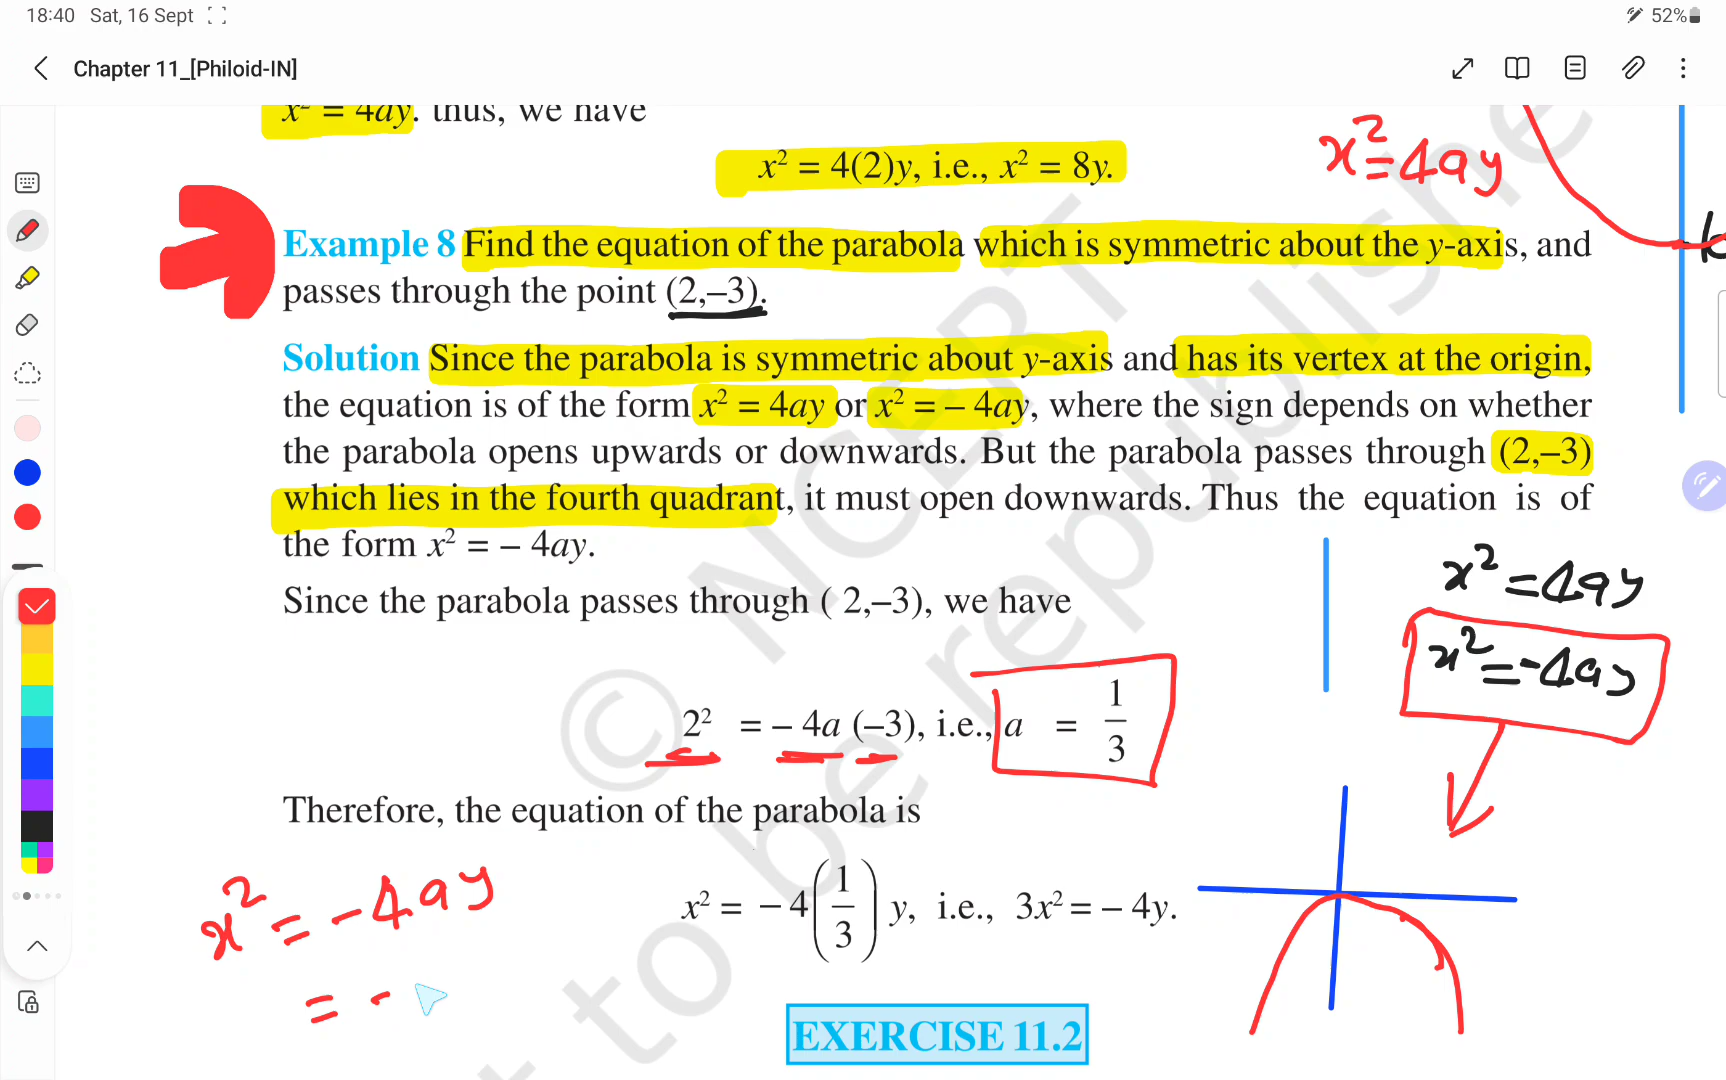 18:40 Sat, 16 Sept
52%
Chapter 11_[Philoid-IN]
x² = 4ay. thus, we have
x² = 4(2)y, i.e., x² = 8y.
x² = 4ay
Example 8 Find the equation of the parabola which is symmetric about the y-axis, and
passes through the point (2,–3).
Solution Since the parabola is symmetric about y-axis and has its vertex at the origin,
the equation is of the form x² = 4ay or x² = – 4ay, where the sign depends on whether
the parabola opens upwards or downwards. But the parabola passes through (2,–3)
which lies in the fourth quadrant, it must open downwards. Thus the equation is of
the form x² = – 4ay.
Since the parabola passes through ( 2,–3), we have
x² = 4ay
x² = -4ay
2² = – 4a (–3), i.e., a = 1/3
Therefore, the equation of the parabola is
x² = – 4(1/3) y, i.e., 3x² = – 4y.
x² = -4ay
= -
EXERCISE 11.2
© NCERT
not to be republished